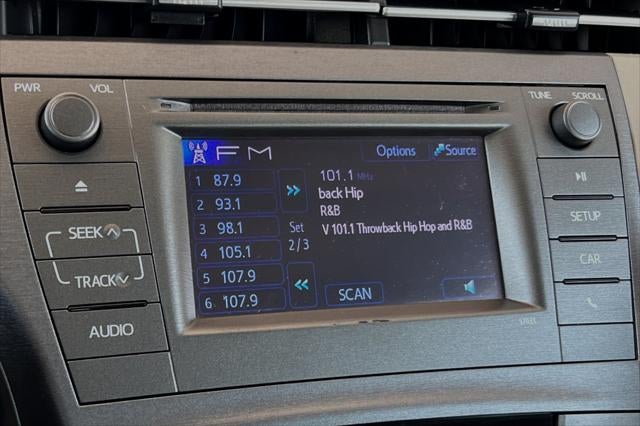 PWR VOL
TUNE SCROLL
FM
Options
Source
1 87.9
2 93.1
3 98.1
4 105.1
5 107.9
6 107.9
Set
2/3
101.1 MHz
back Hip
R&B
V 101.1 Throwback Hip Hop and R&B
SCAN
SEEK
TRACK
AUDIO
SETUP
CAR